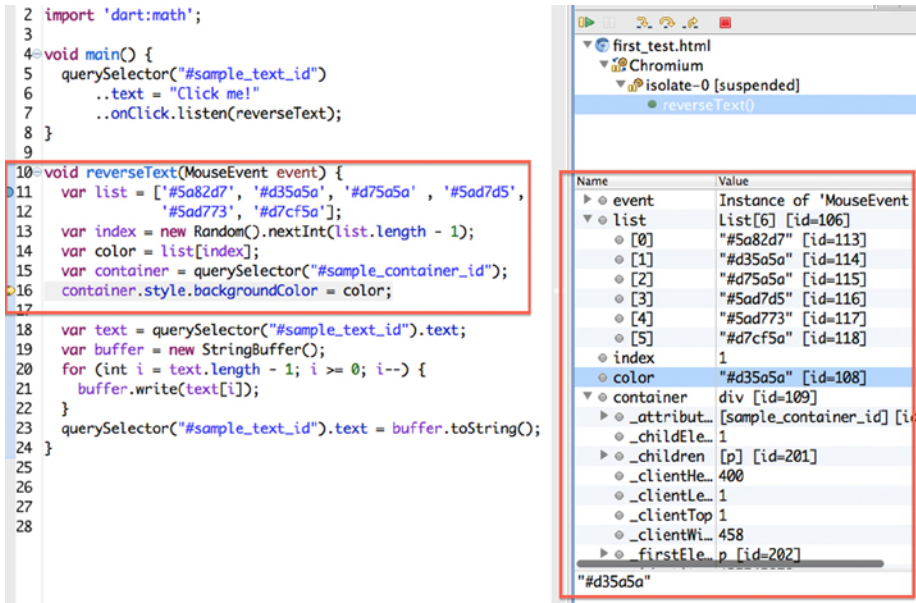 2 import 'dart:math';
3
4 void main() {
5 querySelector("#sample_text_id")
6 ..text = "Click me!"
7 ..onClick.listen(reverseText);
8 }
9
10 void reverseText(MouseEvent event) {
11 var list = ['#5a82d7', '#d35a5a', '#d75a5a' , '#5ad7d5',
12 '#5ad773', '#d7cf5a'];
13 var index = new Random().nextInt(list.length - 1);
14 var color = list[index];
15 var container = querySelector("#sample_container_id");
16 container.style.backgroundColor = color;
17
18 var text = querySelector("#sample_text_id").text;
19 var buffer = new StringBuffer();
20 for (int i = text.length - 1; i >= 0; i--) {
21 buffer.write(text[i]);
22 }
23 querySelector("#sample_text_id").text = buffer.toString();
24 }
25
26
27
28
first_test.html
Chromium
isolate-0 [suspended]
reverseText()
Name Value
event Instance of 'MouseEvent
list List[6] [id=106]
[0] "#5a82d7" [id=113]
[1] "#d35a5a" [id=114]
[2] "#d75a5a" [id=115]
[3] "#5ad7d5" [id=116]
[4] "#5ad773" [id=117]
[5] "#d7cf5a" [id=118]
index 1
color "#d35a5a" [id=108]
container div [id=109]
_attribut... [sample_container_id] [id
_childEle... 1
_children [p] [id=201]
_clientHe... 400
_clientLe... 1
_clientTop 1
_clientWi... 458
_firstEle... p [id=202]
"#d35a5a"